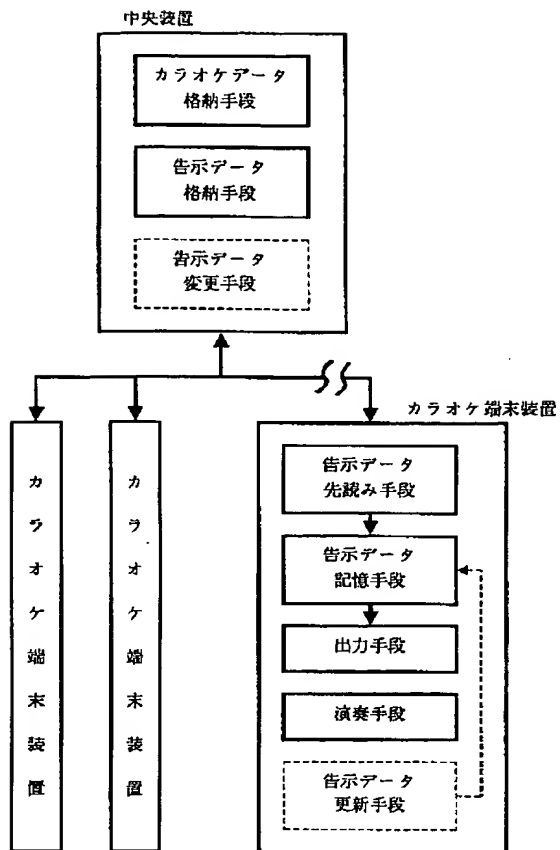 中央装置
カラオケデータ
格納手段
告示データ
格納手段
告示データ
変更手段
カラオケ端末装置
カラオケ端末装置
カラオケ端末装置
告示データ
先読み手段
告示データ
記憶手段
出力手段
演奏手段
告示データ
更新手段